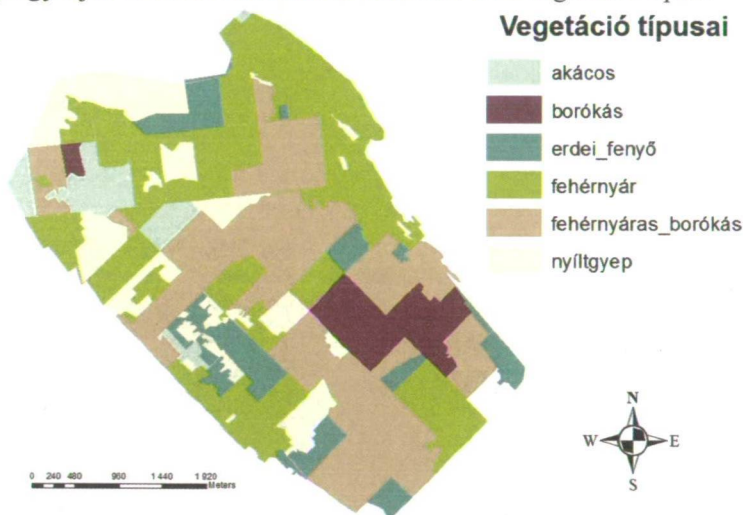 Vegetáció típusai
akácos
borókás
erdei_fenyő
fehérnyár
fehérnyáras_borókás
nyíltgyep
N
W E
S
0 240 480 960 1 440 1 920
Meters